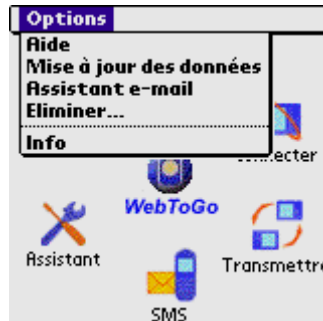 Options
Aide
Mise à jour des données
Assistant e-mail
Eliminer...
Info
WebToGo
Assistant
Transmettre
SMS